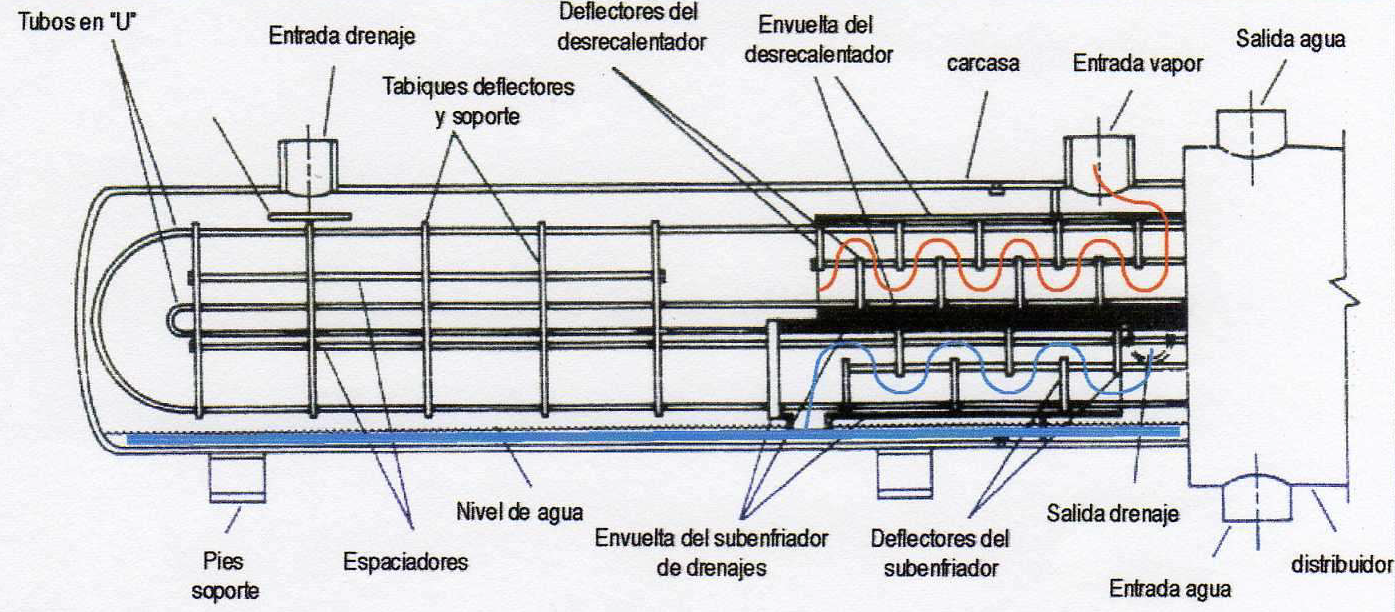 Tubos en "U"
Entrada drenaje
Tabiques deflectores
y soporte
Deflectores del
desrecalentador
Envuelta del
desrecalentador
carcasa
Entrada vapor
Salida agua
Pies
soporte
Espaciadores
Nivel de agua
Envuelta del subenfriador
de drenajes
Deflectores del
subenfriador
Salida drenaje
Entrada agua
distribuidor